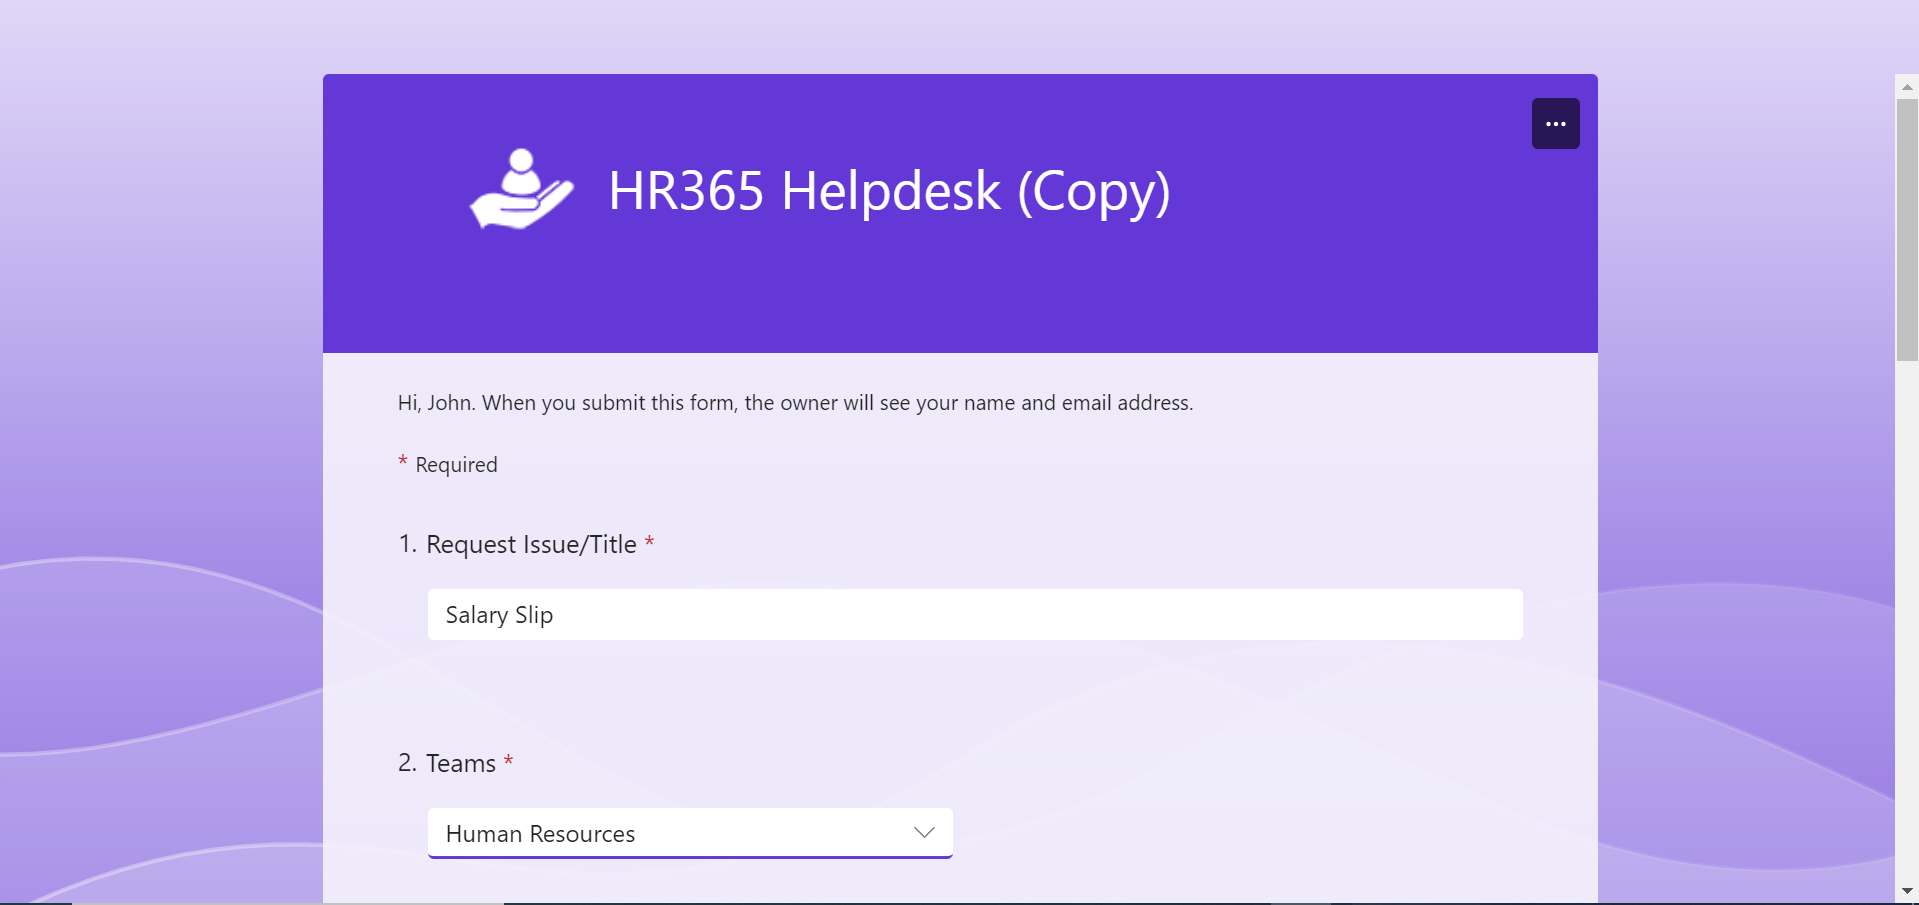 HR365 Helpdesk (Copy)
Hi, John. When you submit this form, the owner will see your name and email address.
* Required
1. Request Issue/Title *
Salary Slip
2. Teams *
Human Resources